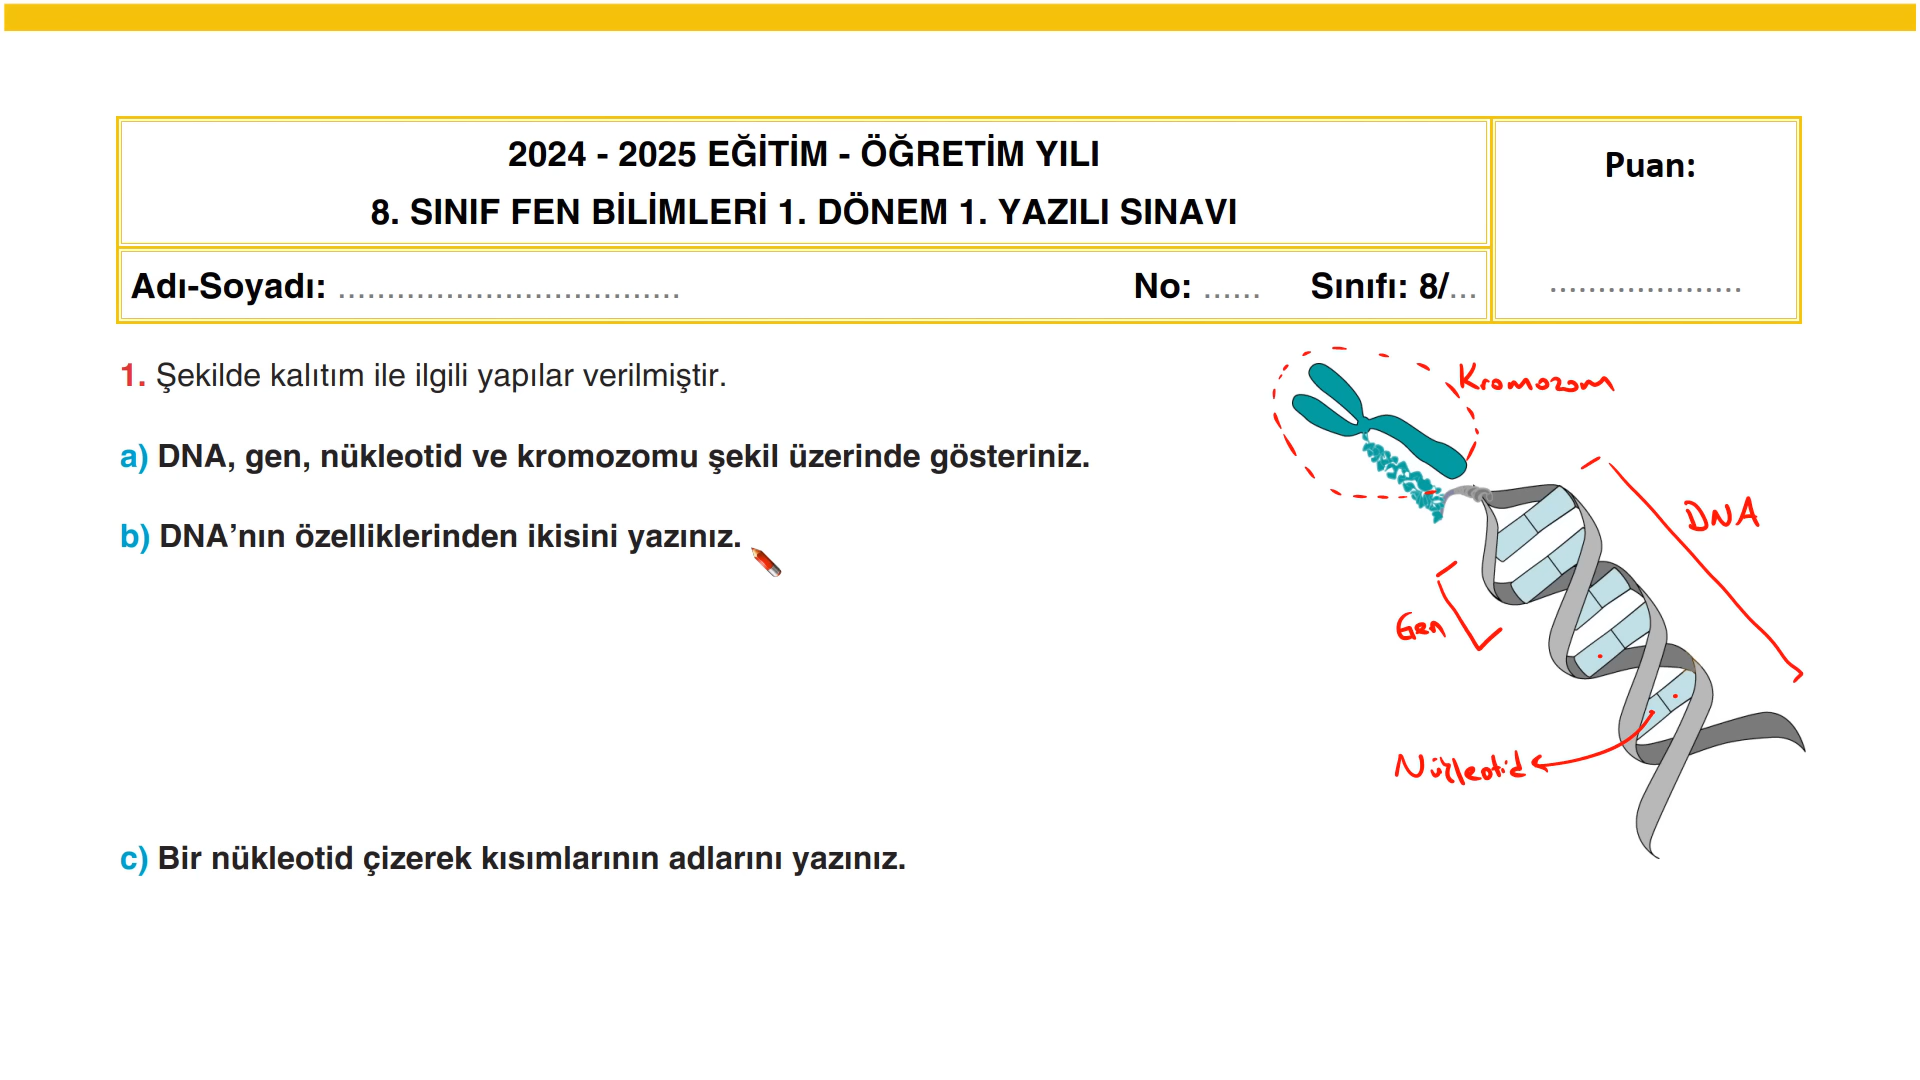 2024 - 2025 EĞİTİM - ÖĞRETİM YILI
8. SINIF FEN BİLİMLERİ 1. DÖNEM 1. YAZILI SINAVI
Puan:
Adı-Soyadı: .................................. No: ...... Sınıfı: 8/...
...................
1. Şekilde kalıtım ile ilgili yapılar verilmiştir.
Kromozom
a) DNA, gen, nükleotid ve kromozomu şekil üzerinde gösteriniz.
DNA
b) DNA’nın özelliklerinden ikisini yazınız.
Gen
Nükleotid
c) Bir nükleotid çizerek kısımlarının adlarını yazınız.